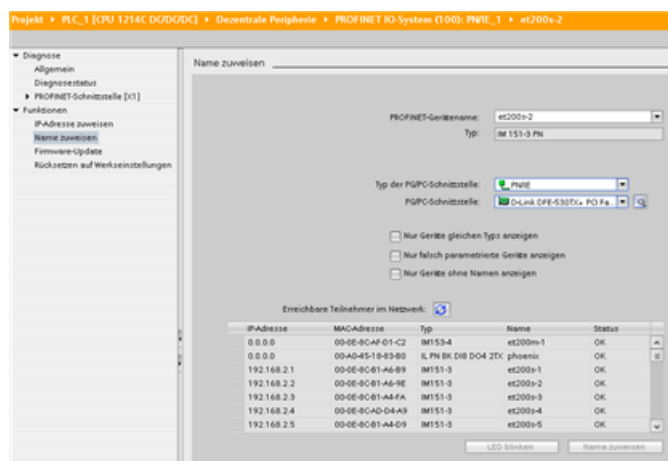 Projekt ▸ PLC_1 [CPU 1214C DC/DC/DC] ▸ Dezentrale Peripherie ▸ PROFINET IO-System (100): PN/IE_1 ▸ et200s-2
Diagnose
Allgemein
Diagnosestatus
PROFINET-Schnittstelle [X1]
Funktionen
IP-Adresse zuweisen
Name zuweisen
Firmware-Update
Rücksetzen auf Werkseinstellungen
Name zuweisen
PROFINET-Gerätename: et200s-2
Typ: IM 151-3 PN
Typ der PG/PC-Schnittstelle: PN/IE
PG/PC-Schnittstelle: D-Link DFE-530TX+ PCI Fa...
Nur Geräte gleichen Typs anzeigen
Nur falsch parametrierte Geräte anzeigen
Nur Geräte ohne Namen anzeigen
Erreichbare Teilnehmer im Netzwerk:
IP-Adresse MAC-Adresse Typ Name Status
0.0.0.0 00-0E-8C-AF-D1-C2 IM153-4 et200m-1 OK
0.0.0.0 00-A0-45-18-83-80 IL PN BK DI8 DO4 2TX phoenix OK
192.168.2.1 00-0E-8C-B1-A6-B9 IM151-3 et200s-1 OK
192.168.2.2 00-0E-8C-B1-A6-9E IM151-3 et200s-2 OK
192.168.2.3 00-0E-8C-B1-A4-FA IM151-3 et200s-3 OK
192.168.2.4 00-0E-8C-AD-D4-A9 IM151-3 et200s-4 OK
192.168.2.5 00-0E-8C-B1-A4-D9 IM151-3 et200s-5 OK
LED blinken Name zuweisen